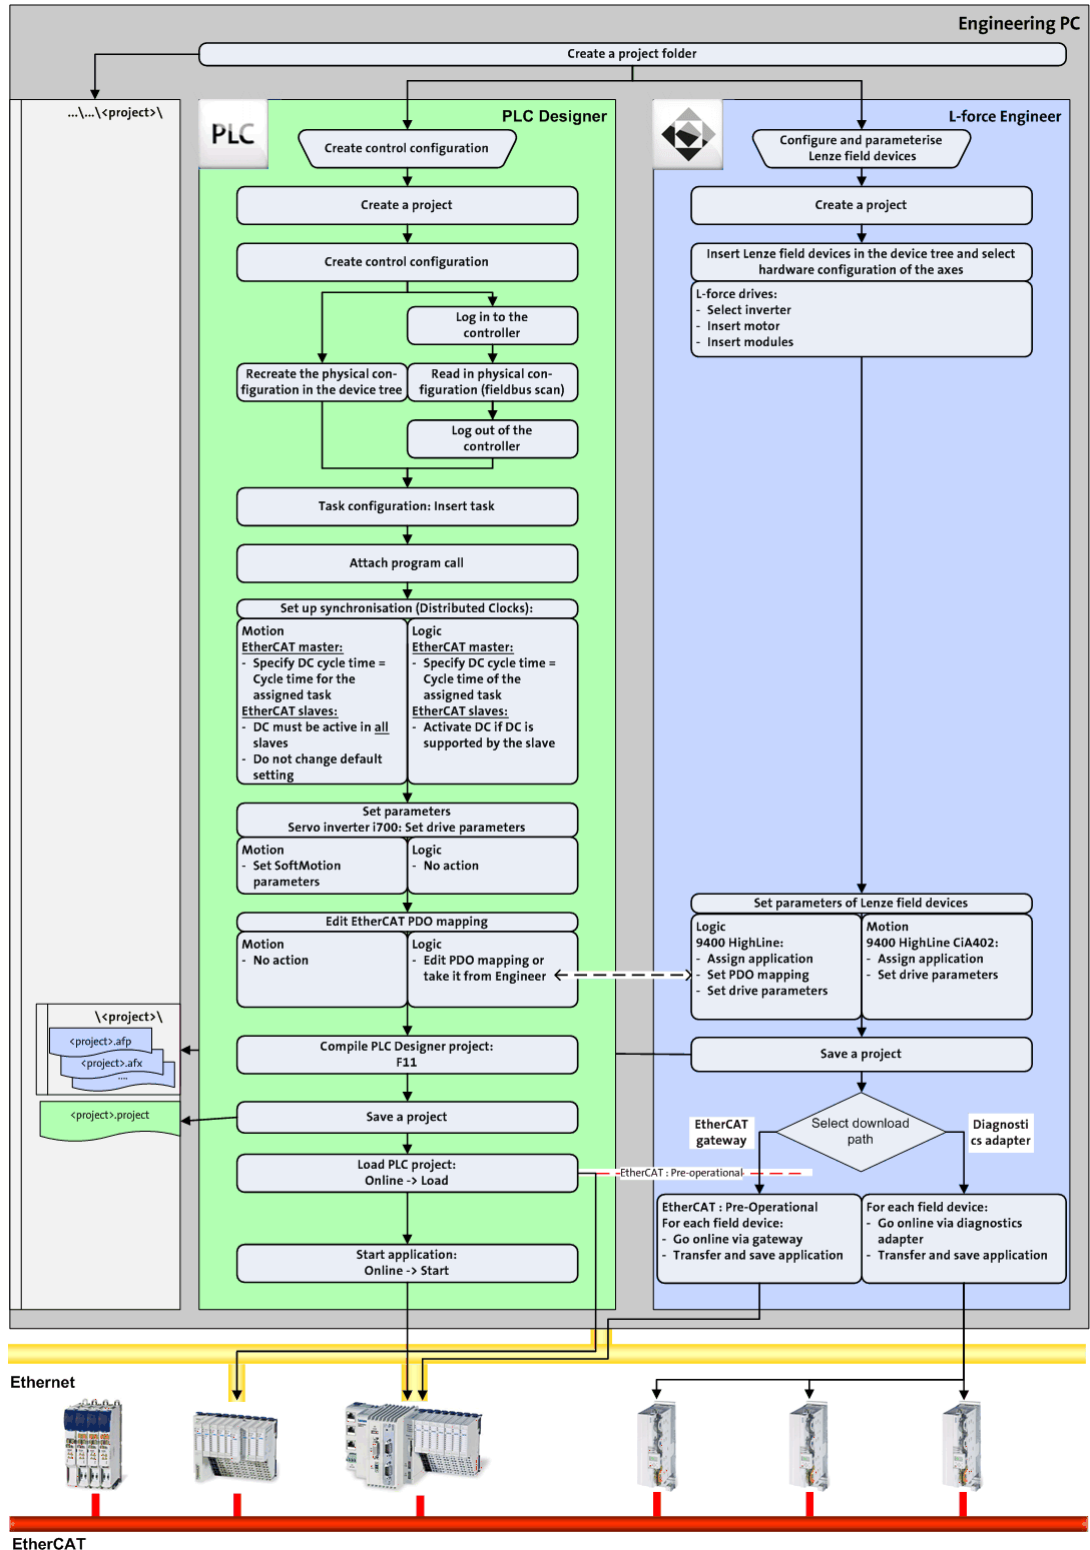 Engineering PC
Create a project folder
...\...\<project>\
PLC
PLC Designer
Create control configuration
Create a project
Create control configuration
Log in to the
controller
Recreate the physical con-
figuration in the device tree
Read in physical con-
figuration (fieldbus scan)
Log out of the
controller
Task configuration: Insert task
Attach program call
Set up synchronisation (Distributed Clocks):
Motion
EtherCAT master:
- Specify DC cycle time =
Cycle time for the
assigned task
EtherCAT slaves:
- DC must be active in all
slaves
- Do not change default
setting
Logic
EtherCAT master:
- Specify DC cycle time =
Cycle time of the
assigned task
EtherCAT slaves:
- Activate DC if DC is
supported by the slave
Set parameters
Servo inverter i700: Set drive parameters
Motion
- Set SoftMotion
parameters
Logic
- No action
Edit EtherCAT PDO mapping
Motion
- No action
Logic
- Edit PDO mapping or
take it from Engineer
Compile PLC Designer project:
F11
Save a project
Load PLC project:
Online -> Load
Start application:
Online -> Start
L-force Engineer
Configure and parameterise
Lenze field devices
Create a project
Insert Lenze field devices in the device tree and select
hardware configuration of the axes
L-force drives:
- Select inverter
- Insert motor
- Insert modules
Set parameters of Lenze field devices
Logic
9400 HighLine:
- Assign application
- Set PDO mapping
- Set drive parameters
Motion
9400 HighLine CiA402:
- Assign application
- Set drive parameters
Save a project
Select download
path
EtherCAT
gateway
Diagnosti
cs adapter
EtherCAT : Pre-operational
EtherCAT : Pre-Operational
For each field device:
- Go online via gateway
- Transfer and save application
For each field device:
- Go online via diagnostics
adapter
- Transfer and save application
\<project>\
<project>.afp
<project>.afx
....
<project>.project
Ethernet
EtherCAT